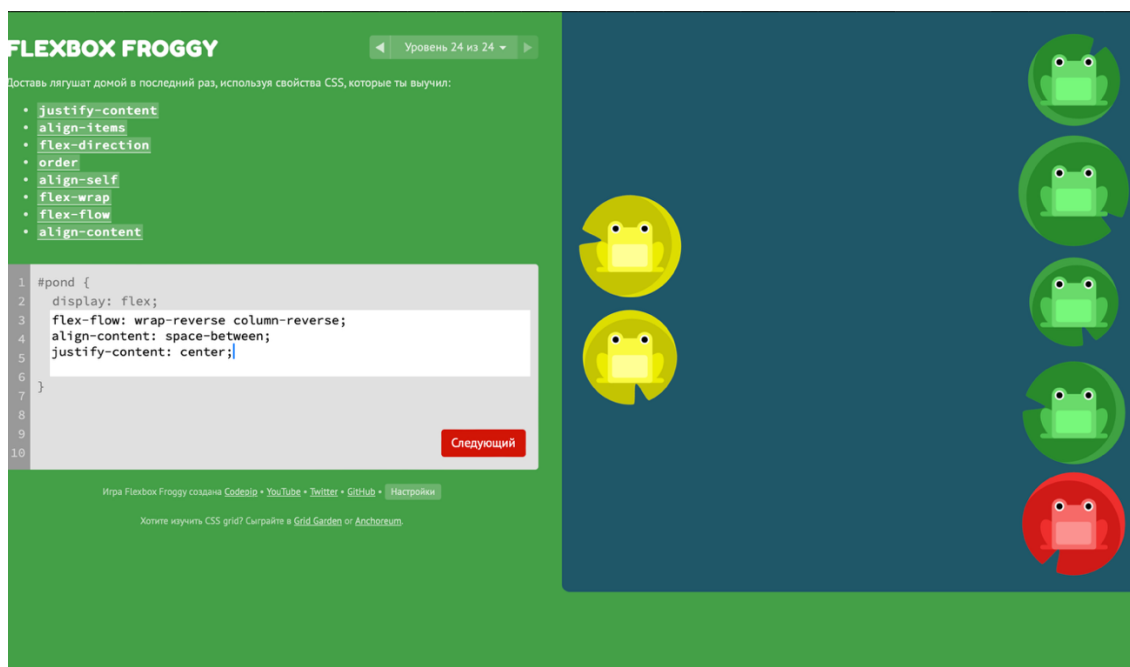 FLEXBOX FROGGY
Уровень 24 из 24
Доставь лягушат домой в последний раз, используя свойства CSS, которые ты выучил:
justify-content
align-items
flex-direction
order
align-self
flex-wrap
flex-flow
align-content
1 #pond {
2 display: flex;
3 flex-flow: wrap-reverse column-reverse;
4 align-content: space-between;
5 justify-content: center;
6
7 }
8
9
10
Следующий
Игра Flexbox Froggy создана Codepip • YouTube • Twitter • GitHub • Настройки
Хотите изучить CSS grid? Сыграйте в Grid Garden or Anchoreum.